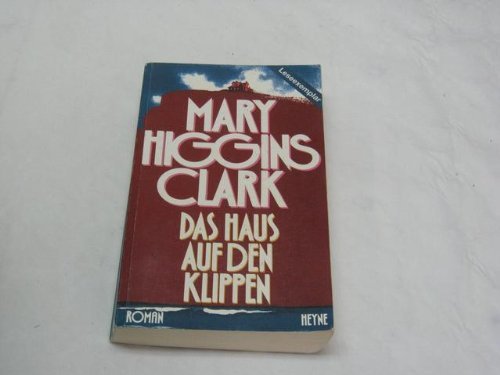 Leseexemplar
MARY
HIGGINS
CLARK
DAS HAUS
AUF DEN
KLIPPEN
ROMAN
HEYNE